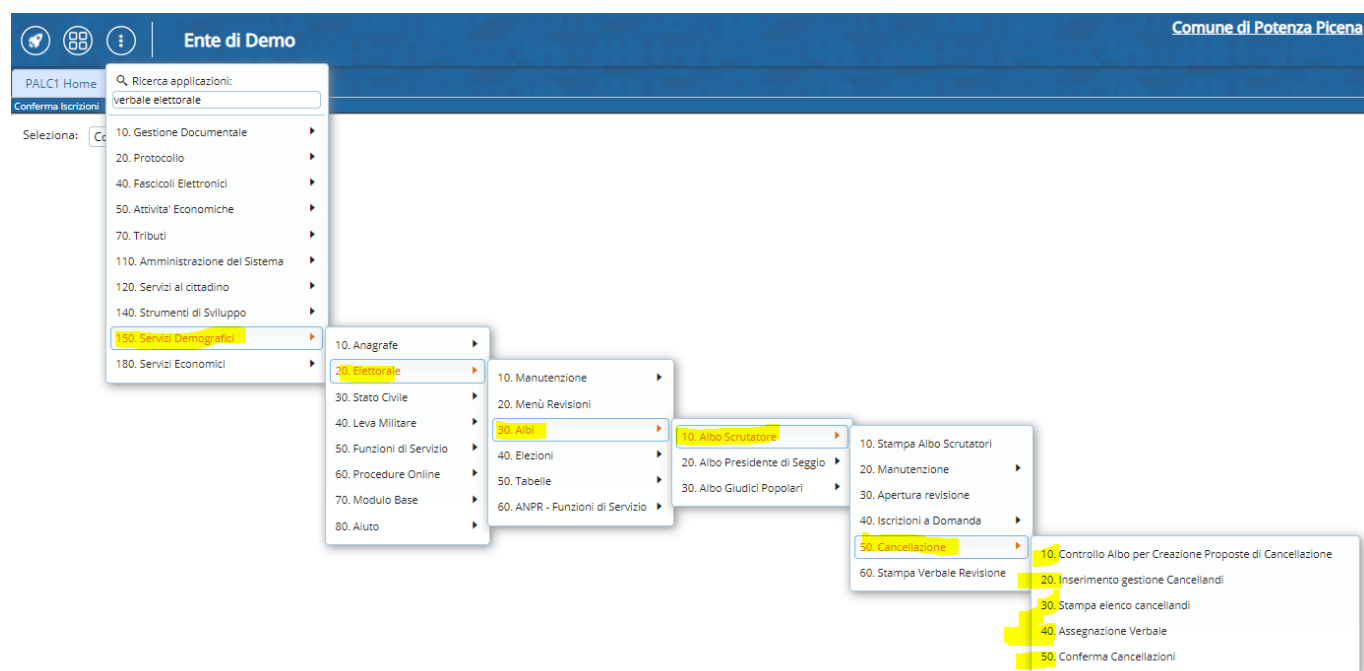 Ente di Demo
Comune di Potenza Picena
PALC1 Home
Ricerca applicazioni:
verbale elettorale
Conferma Iscrizioni
Seleziona:
10. Gestione Documentale
20. Protocollo
40. Fascicoli Elettronici
50. Attivita' Economiche
70. Tributi
110. Amministrazione del Sistema
120. Servizi al cittadino
140. Strumenti di Sviluppo
150. Servizi Demografici
180. Servizi Economici
10. Anagrafe
20. Elettorale
30. Stato Civile
40. Leva Militare
50. Funzioni di Servizio
60. Procedure Online
70. Modulo Base
80. Aiuto
10. Manutenzione
20. Menù Revisioni
30. Albi
40. Elezioni
50. Tabelle
60. ANPR - Funzioni di Servizio
10. Albo Scrutatore
20. Albo Presidente di Seggio
30. Albo Giudici Popolari
10. Stampa Albo Scrutatori
20. Manutenzione
30. Apertura revisione
40. Iscrizioni a Domanda
50. Cancellazione
60. Stampa Verbale Revisione
10. Controllo Albo per Creazione Proposte di Cancellazione
20. Inserimento gestione Cancellandi
30. Stampa elenco cancellandi
40. Assegnazione Verbale
50. Conferma Cancellazioni